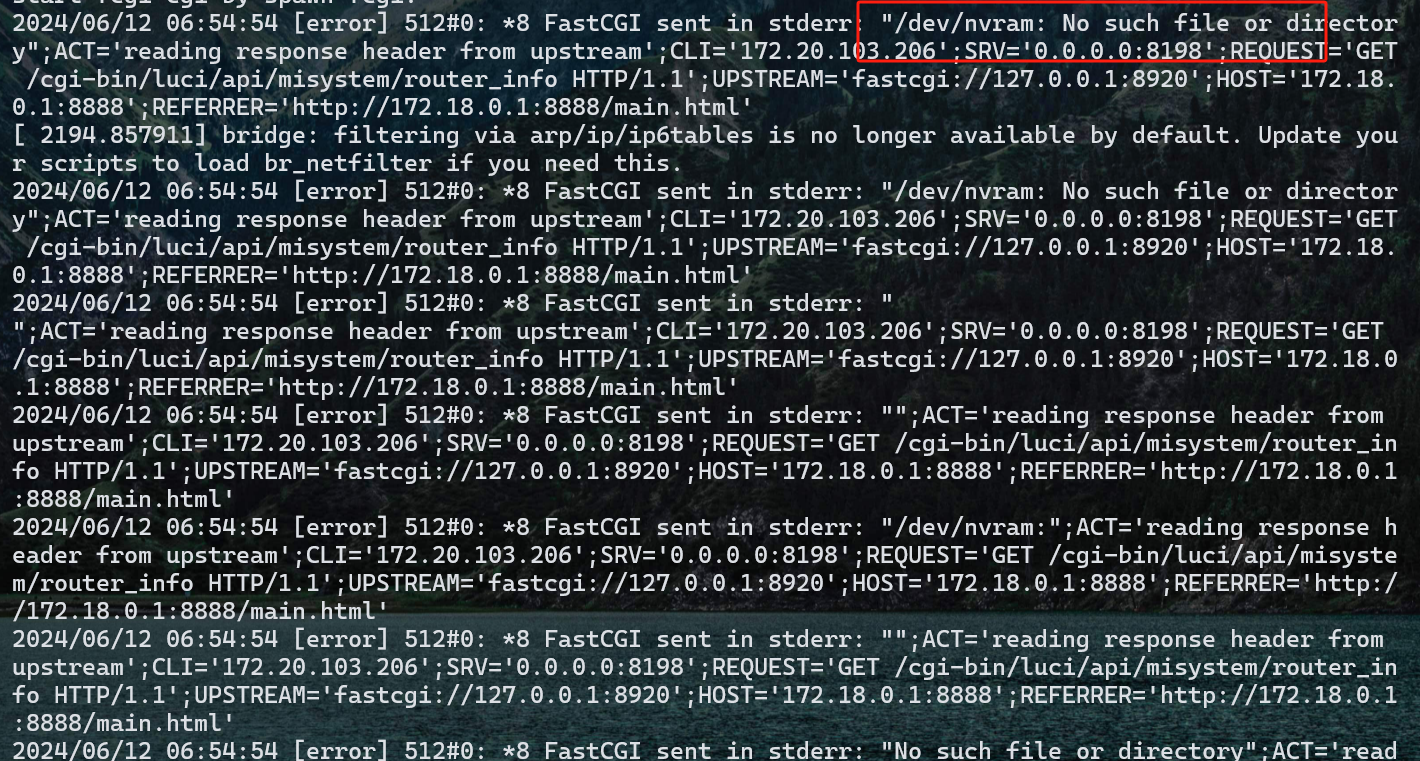 start fcgi-cgi by spawn-fcgi.
2024/06/12 06:54:54 [error] 512#0: *8 FastCGI sent in stderr: "/dev/nvram: No such file or director
y";ACT='reading response header from upstream';CLI='172.20.103.206';SRV='0.0.0.0:8198';REQUEST='GET
 /cgi-bin/luci/api/misystem/router_info HTTP/1.1';UPSTREAM='fastcgi://127.0.0.1:8920';HOST='172.18.
0.1:8888';REFERRER='http://172.18.0.1:8888/main.html'
[ 2194.857911] bridge: filtering via arp/ip/ip6tables is no longer available by default. Update you
r scripts to load br_netfilter if you need this.
2024/06/12 06:54:54 [error] 512#0: *8 FastCGI sent in stderr: "/dev/nvram: No such file or director
y";ACT='reading response header from upstream';CLI='172.20.103.206';SRV='0.0.0.0:8198';REQUEST='GET
 /cgi-bin/luci/api/misystem/router_info HTTP/1.1';UPSTREAM='fastcgi://127.0.0.1:8920';HOST='172.18.
0.1:8888';REFERRER='http://172.18.0.1:8888/main.html'
2024/06/12 06:54:54 [error] 512#0: *8 FastCGI sent in stderr: "
";ACT='reading response header from upstream';CLI='172.20.103.206';SRV='0.0.0.0:8198';REQUEST='GET
/cgi-bin/luci/api/misystem/router_info HTTP/1.1';UPSTREAM='fastcgi://127.0.0.1:8920';HOST='172.18.0
.1:8888';REFERRER='http://172.18.0.1:8888/main.html'
2024/06/12 06:54:54 [error] 512#0: *8 FastCGI sent in stderr: "";ACT='reading response header from
upstream';CLI='172.20.103.206';SRV='0.0.0.0:8198';REQUEST='GET /cgi-bin/luci/api/misystem/router_in
fo HTTP/1.1';UPSTREAM='fastcgi://127.0.0.1:8920';HOST='172.18.0.1:8888';REFERRER='http://172.18.0.1
:8888/main.html'
2024/06/12 06:54:54 [error] 512#0: *8 FastCGI sent in stderr: "/dev/nvram:";ACT='reading response h
eader from upstream';CLI='172.20.103.206';SRV='0.0.0.0:8198';REQUEST='GET /cgi-bin/luci/api/misyste
m/router_info HTTP/1.1';UPSTREAM='fastcgi://127.0.0.1:8920';HOST='172.18.0.1:8888';REFERRER='http:/
/172.18.0.1:8888/main.html'
2024/06/12 06:54:54 [error] 512#0: *8 FastCGI sent in stderr: "";ACT='reading response header from
upstream';CLI='172.20.103.206';SRV='0.0.0.0:8198';REQUEST='GET /cgi-bin/luci/api/misystem/router_in
fo HTTP/1.1';UPSTREAM='fastcgi://127.0.0.1:8920';HOST='172.18.0.1:8888';REFERRER='http://172.18.0.1
:8888/main.html'
2024/06/12 06:54:54 [error] 512#0: *8 FastCGI sent in stderr: "No such file or directory";ACT='read